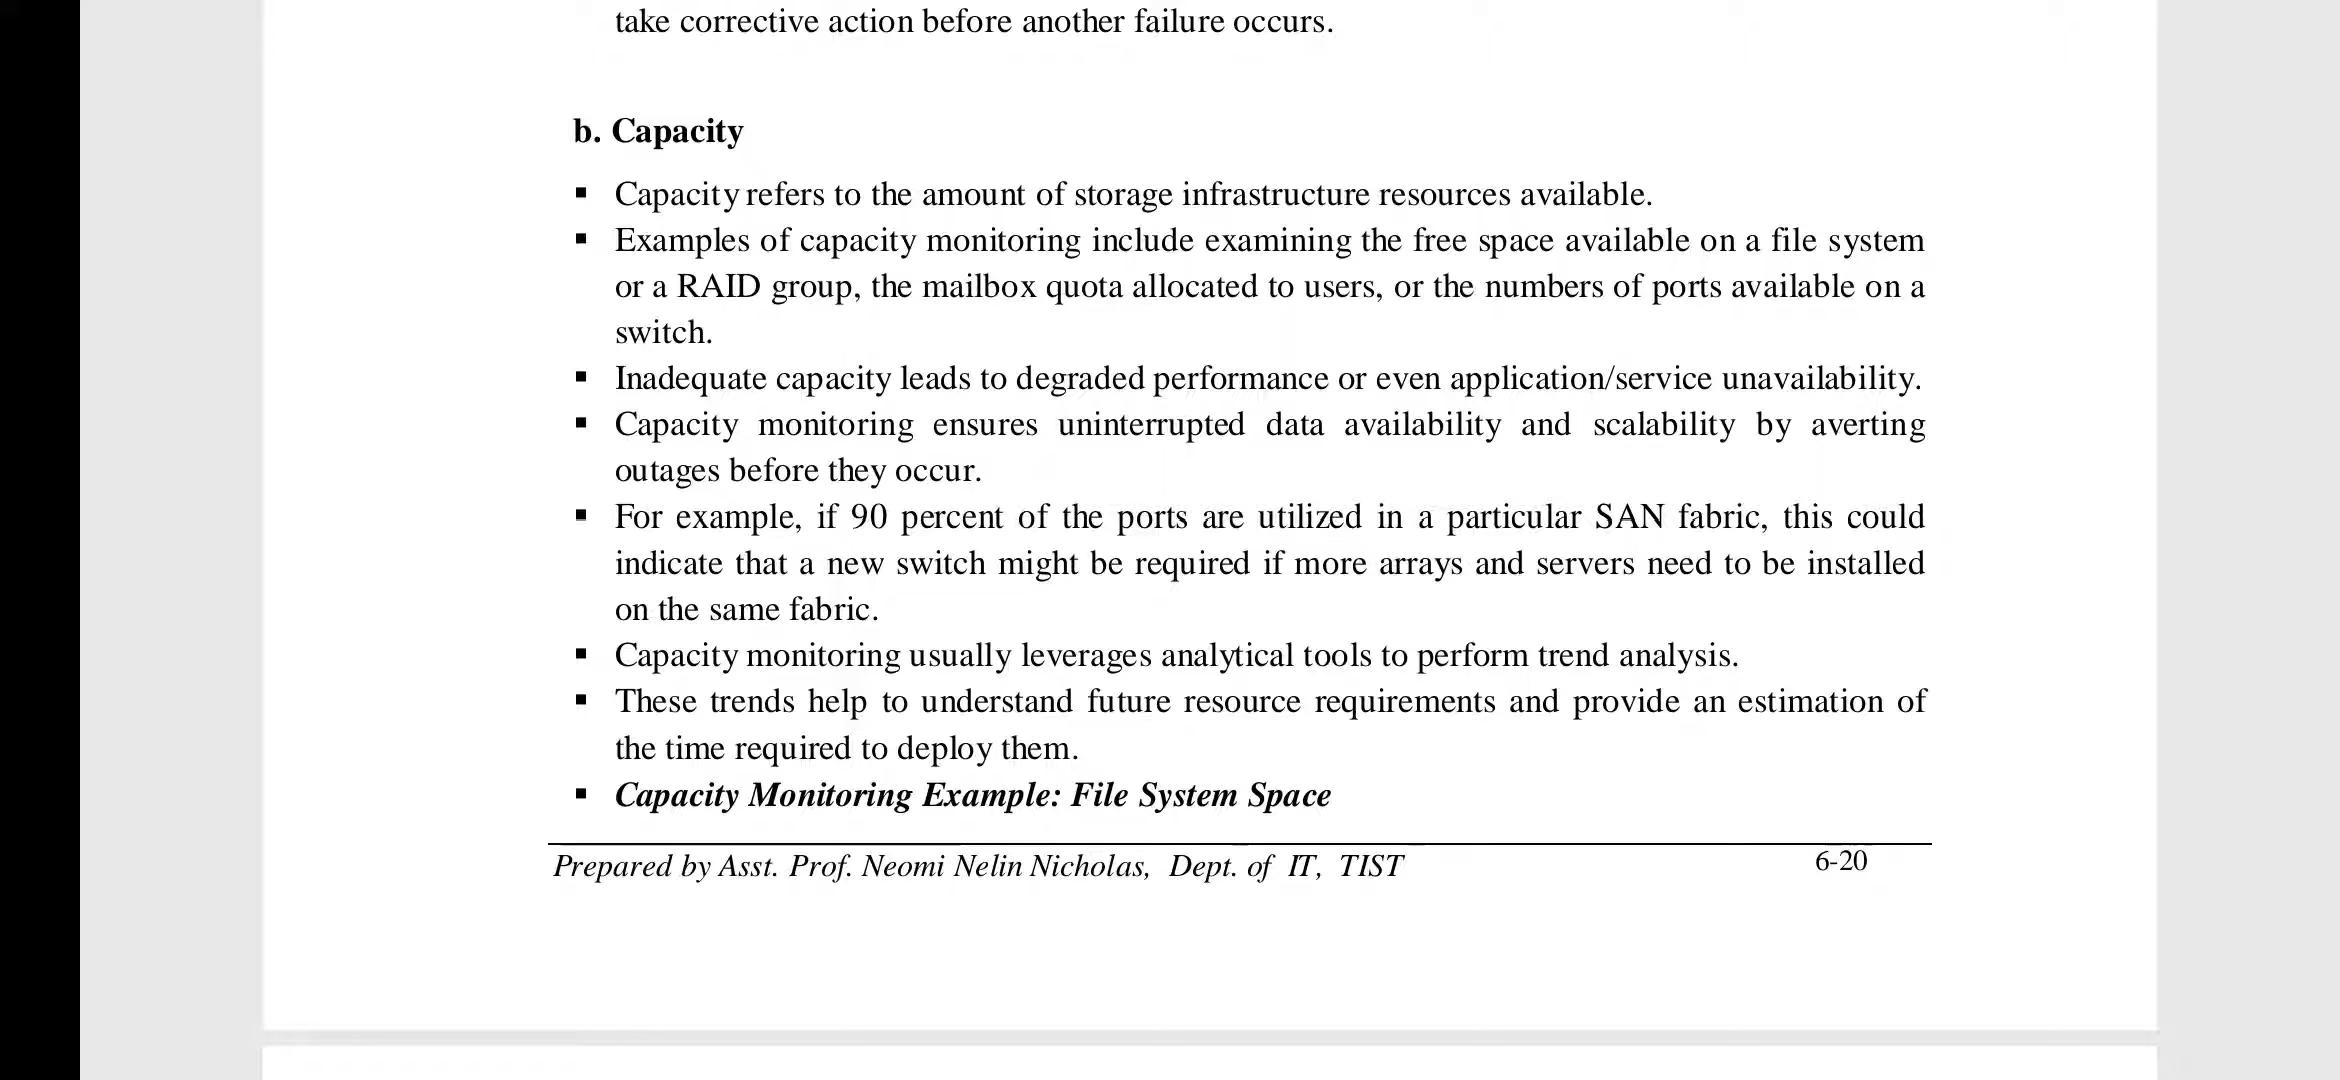 take corrective action before another failure occurs.
b. Capacity
▪ Capacity refers to the amount of storage infrastructure resources available.
▪ Examples of capacity monitoring include examining the free space available on a file system
or a RAID group, the mailbox quota allocated to users, or the numbers of ports available on a
switch.
▪ Inadequate capacity leads to degraded performance or even application/service unavailability.
▪ Capacity monitoring ensures uninterrupted data availability and scalability by averting
outages before they occur.
▪ For example, if 90 percent of the ports are utilized in a particular SAN fabric, this could
indicate that a new switch might be required if more arrays and servers need to be installed
on the same fabric.
▪ Capacity monitoring usually leverages analytical tools to perform trend analysis.
▪ These trends help to understand future resource requirements and provide an estimation of
the time required to deploy them.
▪ Capacity Monitoring Example: File System Space
Prepared by Asst. Prof. Neomi Nelin Nicholas, Dept. of IT, TIST 6-20